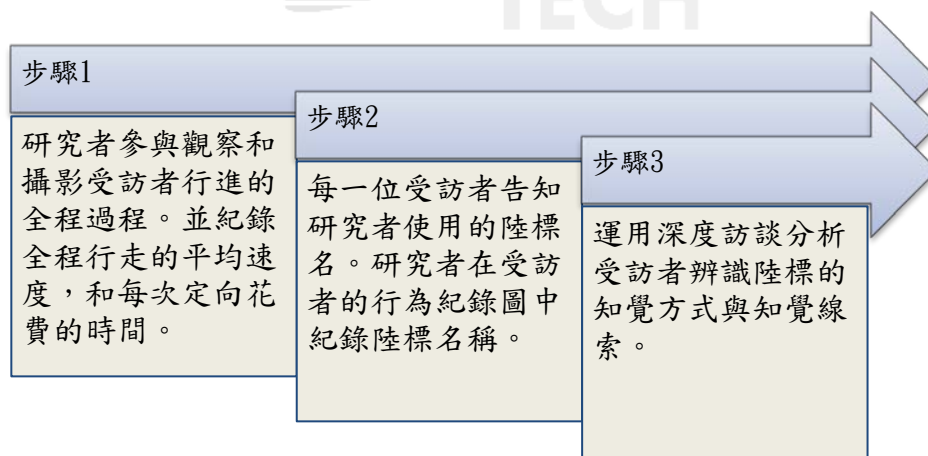 TECH
步驟1
研究者參與觀察和
攝影受訪者行進的
全程過程。並紀錄
全程行走的平均速
度，和每次定向花
費的時間。
步驟2
每一位受訪者告知
研究者使用的陸標
名。研究者在受訪
者的行為紀錄圖中
紀錄陸標名稱。
步驟3
運用深度訪談分析
受訪者辨識陸標的
知覺方式與知覺線
索。